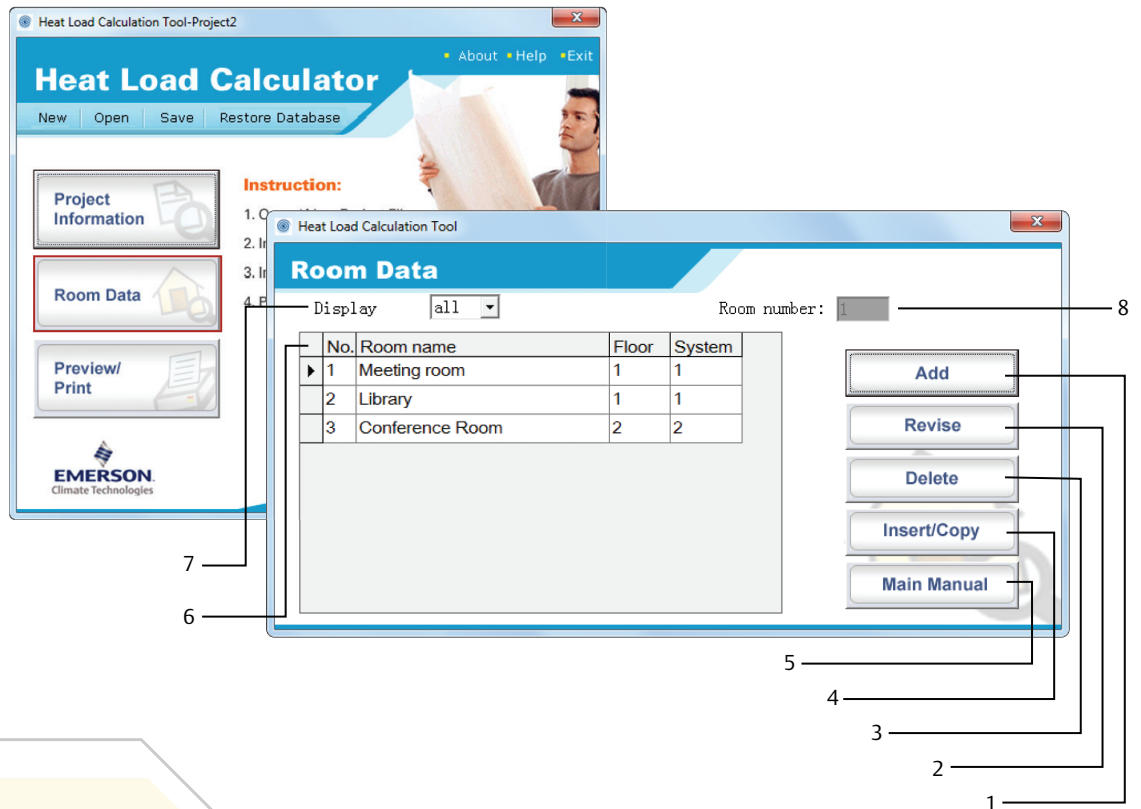 Heat Load Calculation Tool-Project2
About Help Exit
Heat Load Calculator
New Open Save Restore Database
Project
Information
Room Data
Preview/
Print
EMERSON.
Climate Technologies
Instruction:
1.
2.
3.
4.
Heat Load Calculation Tool
Room Data
Display all Room number: 1
No. Room name Floor System
1 Meeting room 1 1
2 Library 1 1
3 Conference Room 2 2
Add
Revise
Delete
Insert/Copy
Main Manual
8
7
6
5
4
3
2
1